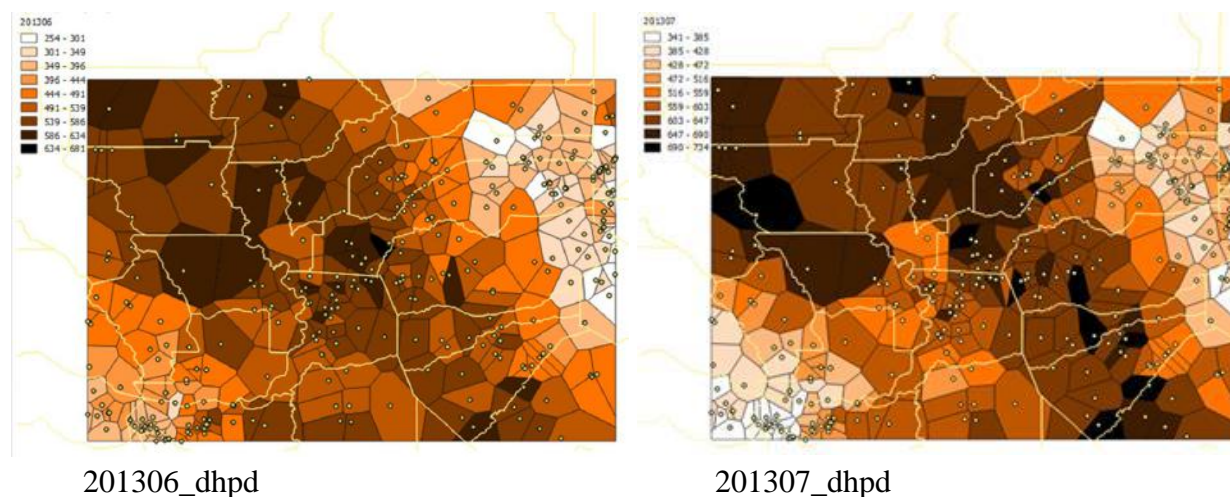 201306
254 - 301
301 - 349
349 - 396
396 - 444
444 - 491
491 - 539
539 - 586
586 - 634
634 - 681
201307
341 - 385
385 - 428
428 - 472
472 - 516
516 - 559
559 - 603
603 - 647
647 - 690
690 - 734
201306_dhpd
201307_dhpd